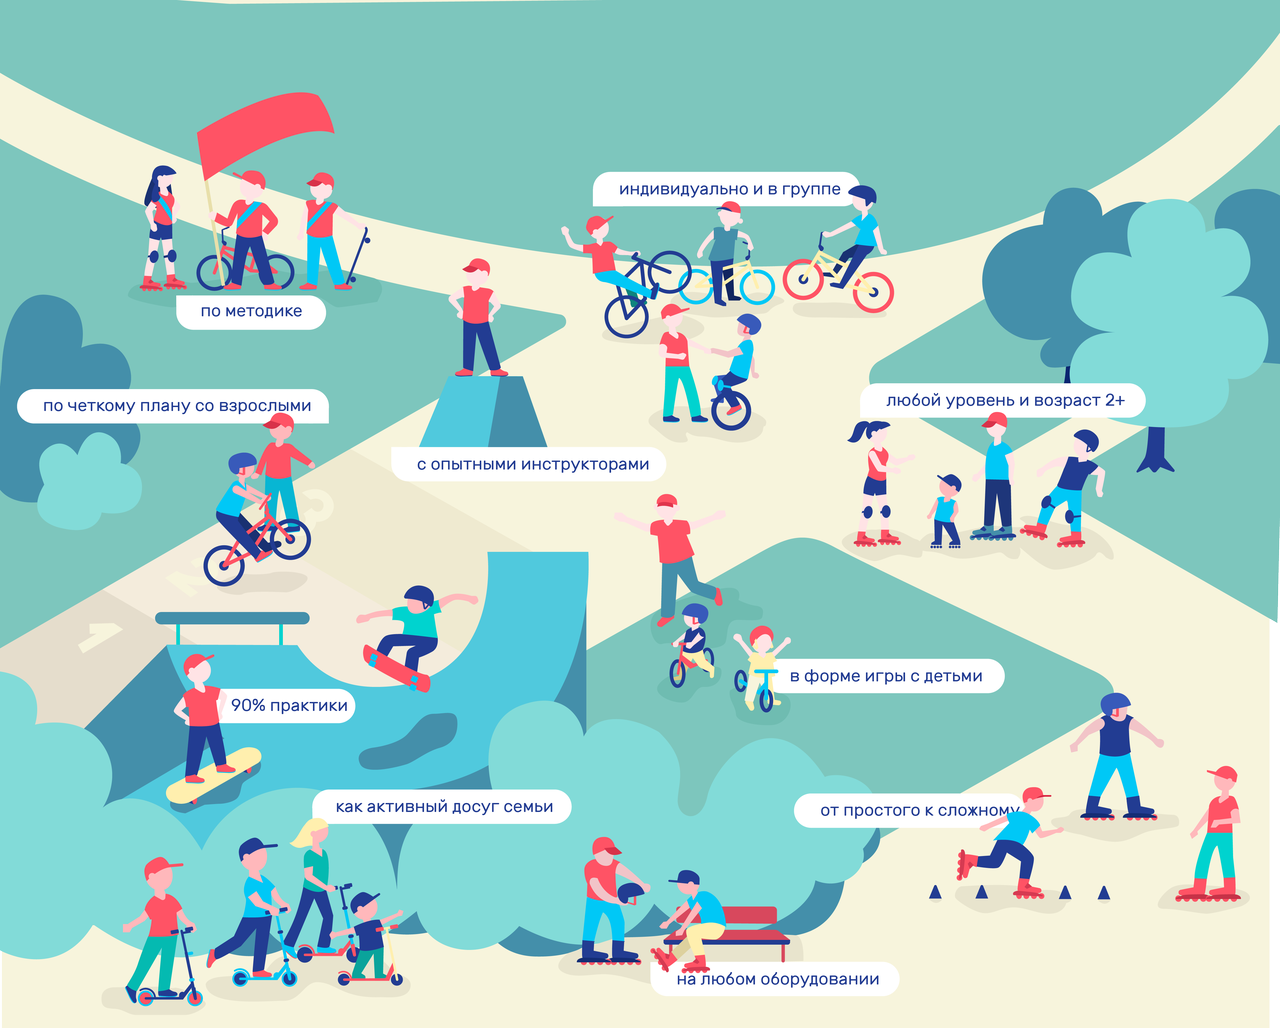 индивидуально и в группе
по методике
любой уровень и возраст 2+
по четкому плану со взрослыми
с опытными инструкторами
в форме игры с детьми
90% практики
как активный досуг семьи
от простого к сложному
на любом оборудовании